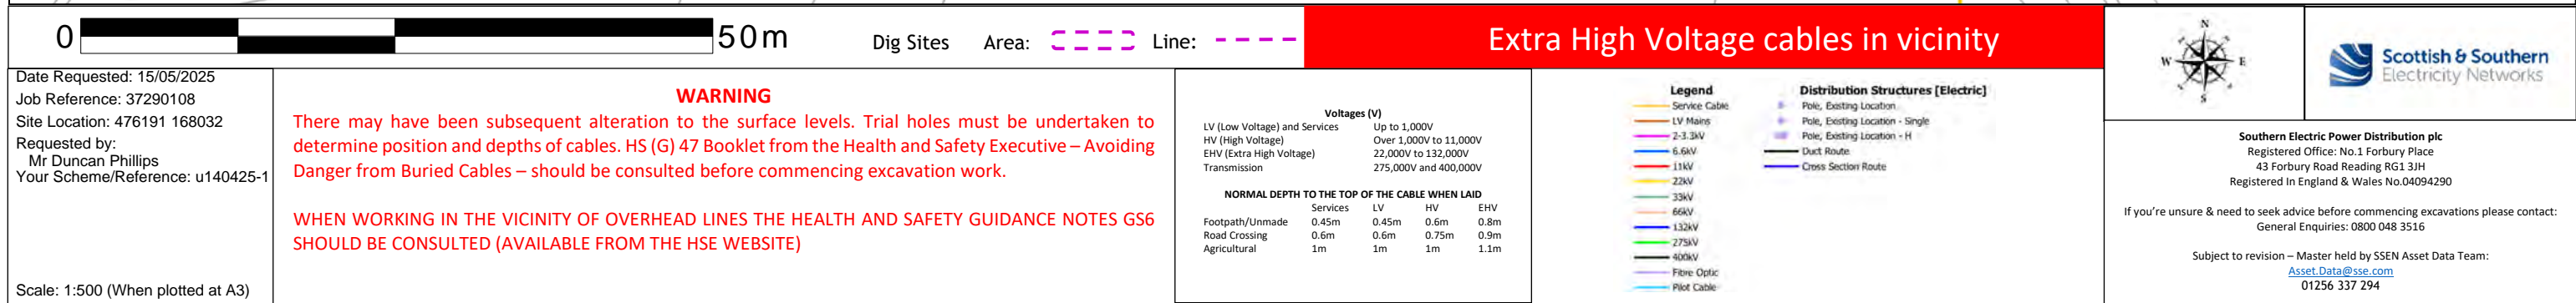 0 50m
Dig Sites Area: Line:
Extra High Voltage cables in vicinity
Date Requested: 15/05/2025
Job Reference: 37290108
Site Location: 476191 168032
Requested by:
Mr Duncan Phillips
Your Scheme/Reference: u140425-1
Scale: 1:500 (When plotted at A3)
WARNING
There may have been subsequent alteration to the surface levels. Trial holes must be undertaken to
determine position and depths of cables. HS (G) 47 Booklet from the Health and Safety Executive – Avoiding
Danger from Buried Cables – should be consulted before commencing excavation work.
WHEN WORKING IN THE VICINITY OF OVERHEAD LINES THE HEALTH AND SAFETY GUIDANCE NOTES GS6
SHOULD BE CONSULTED (AVAILABLE FROM THE HSE WEBSITE)
Voltages (V)
LV (Low Voltage) and Services Up to 1,000V
HV (High Voltage) Over 1,000V to 11,000V
EHV (Extra High Voltage) 22,000V to 132,000V
Transmission 275,000V and 400,000V
NORMAL DEPTH TO THE TOP OF THE CABLE WHEN LAID
Services LV HV EHV
Footpath/Unmade 0.45m 0.45m 0.6m 0.8m
Road Crossing 0.6m 0.6m 0.75m 0.9m
Agricultural 1m 1m 1m 1.1m
Legend
Service Cable
LV Mains
2-3.3kV
6.6kV
11kV
22kV
33kV
66kV
132kV
275kV
400kV
Fibre Optic
Pilot Cable
Distribution Structures [Electric]
Pole, Existing Location
Pole, Existing Location - Single
Pole, Existing Location - H
Duct Route
Cross Section Route
N
W E
S
Scottish & Southern
Electricity Networks
Southern Electric Power Distribution plc
Registered Office: No.1 Forbury Place
43 Forbury Road Reading RG1 3JH
Registered In England & Wales No.04094290
If you're unsure & need to seek advice before commencing excavations please contact:
General Enquiries: 0800 048 3516
Subject to revision – Master held by SSEN Asset Data Team:
Asset.Data@sse.com
01256 337 294